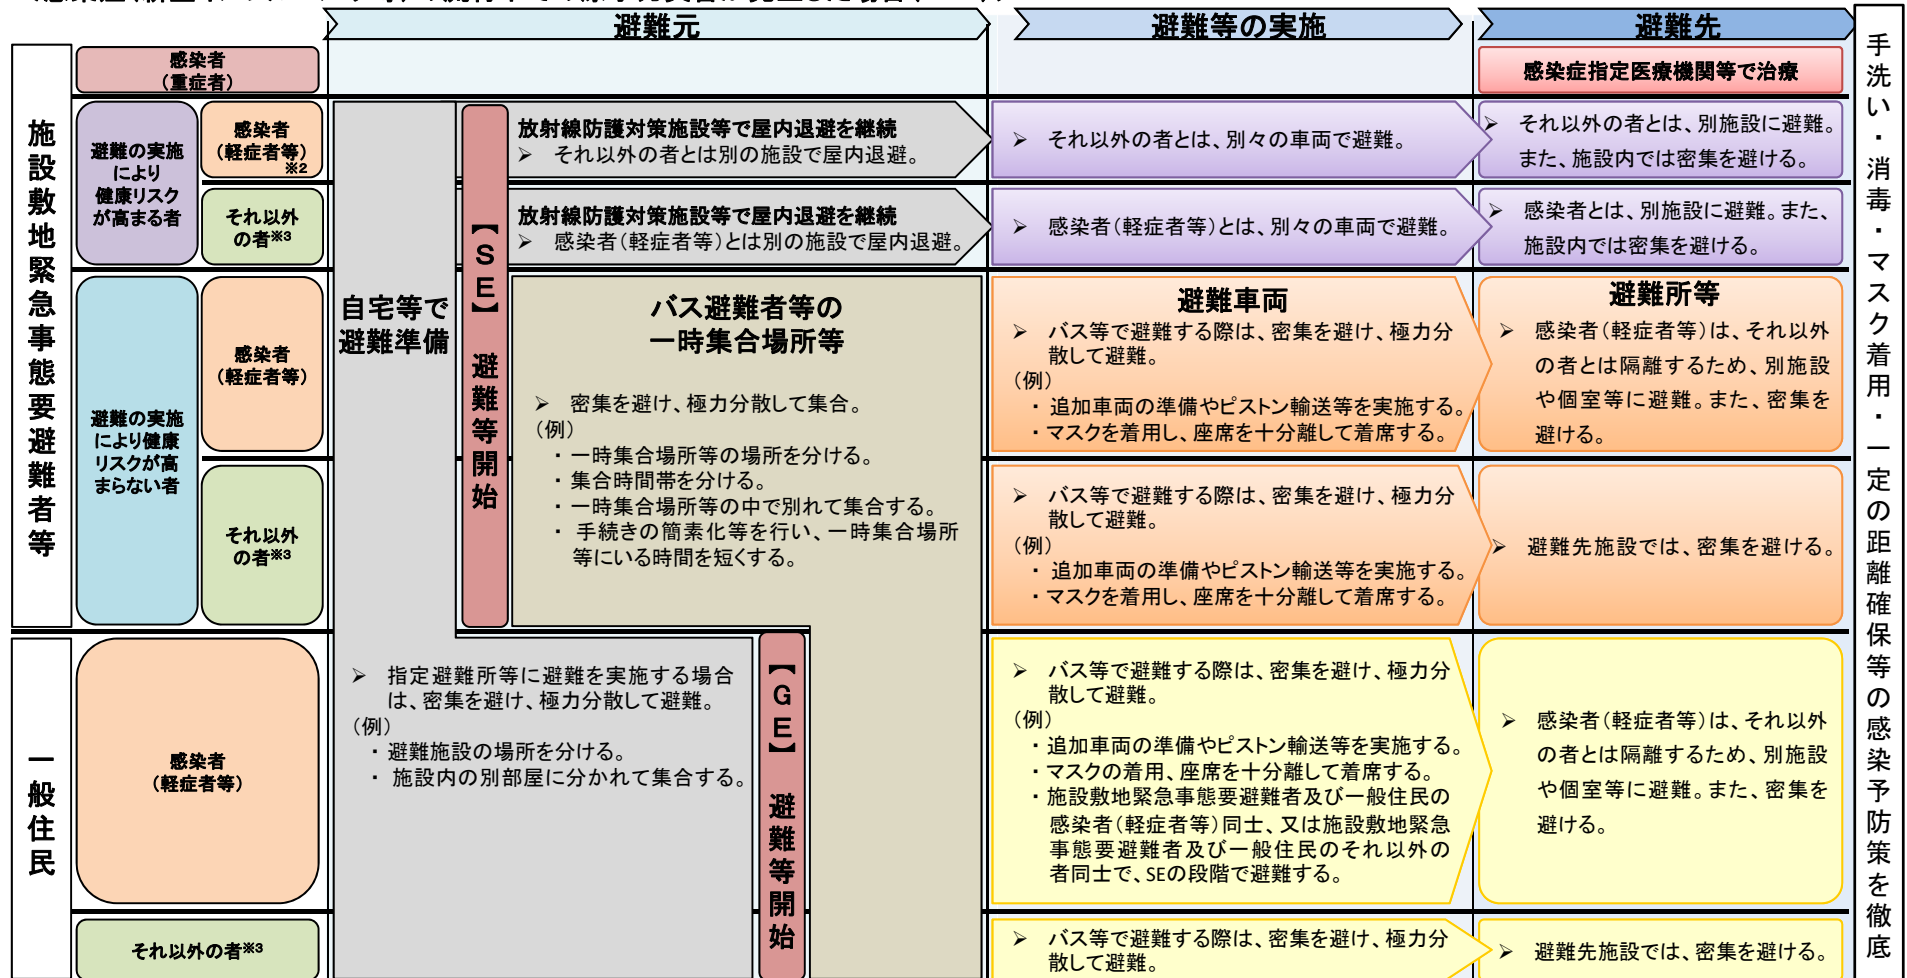 避難元
避難等の実施
避難先
感染者
（重症者）
感染症指定医療機関等で治療
施設敷地緊急事態要避難者等
避難の実施
により
健康リスク
が高まる者
感染者
（軽症者等）
※2
それ以外
の者※3
避難の実施
により健康
リスクが高
まらない者
感染者
（軽症者等）
それ以外
の者※3
自宅等で
避難準備
【SE】 避難等開始
放射線防護対策施設等で屋内退避を継続
➢ それ以外の者とは別の施設で屋内退避。
放射線防護対策施設等で屋内退避を継続
➢ 感染者（軽症者等）とは別の施設で屋内退避。
バス避難者等の
一時集合場所等
➢ 密集を避け、極力分散して集合。
（例）
・一時集合場所等の場所を分ける。
・集合時間帯を分ける。
・一時集合場所等の中で別れて集合する。
・ 手続きの簡素化等を行い、一時集合場所
等にいる時間を短くする。
➢ それ以外の者とは、別々の車両で避難。
➢ 感染者（軽症者等）とは、別々の車両で避難。
避難車両
➢ バス等で避難する際は、密集を避け、極力分
散して避難。
（例）
・ 追加車両の準備やピストン輸送等を実施する。
・マスクを着用し、座席を十分離して着席する。
➢ バス等で避難する際は、密集を避け、極力分
散して避難。
（例）
・ 追加車両の準備やピストン輸送等を実施する。
・マスクを着用し、座席を十分離して着席する。
➢ それ以外の者とは、別施設に避難。
また、施設内では密集を避ける。
➢ 感染者とは、別施設に避難。また、
施設内では密集を避ける。
避難所等
➢ 感染者（軽症者等）は、それ以外
の者とは隔離するため、別施設
や個室等に避難。また、密集を
避ける。
➢ 避難先施設では、密集を避ける。
一般住民
感染者
（軽症者等）
それ以外の者※3
➢ 指定避難所等に避難を実施する場合
は、密集を避け、極力分散して避難。
（例）
・避難施設の場所を分ける。
・ 施設内の別部屋に分かれて集合する。
【GE】 避難等開始
➢ バス等で避難する際は、密集を避け、極力分
散して避難。
（例）
・追加車両の準備やピストン輸送等を実施する。
・マスクの着用、座席を十分離して着席する。
・施設敷地緊急事態要避難者及び一般住民の
感染者（軽症者等）同士、又は施設敷地緊急
事態要避難者及び一般住民のそれ以外の
者同士で、SEの段階で避難する。
➢ バス等で避難する際は、密集を避け、極力分
散して避難。
➢ 感染者（軽症者等）は、それ以外
の者とは隔離するため、別施設
や個室等に避難。また、密集を
避ける。
➢ 避難先施設では、密集を避ける。
手洗い・消毒・マスク着用・一定の距離確保等の感染予防策を徹底